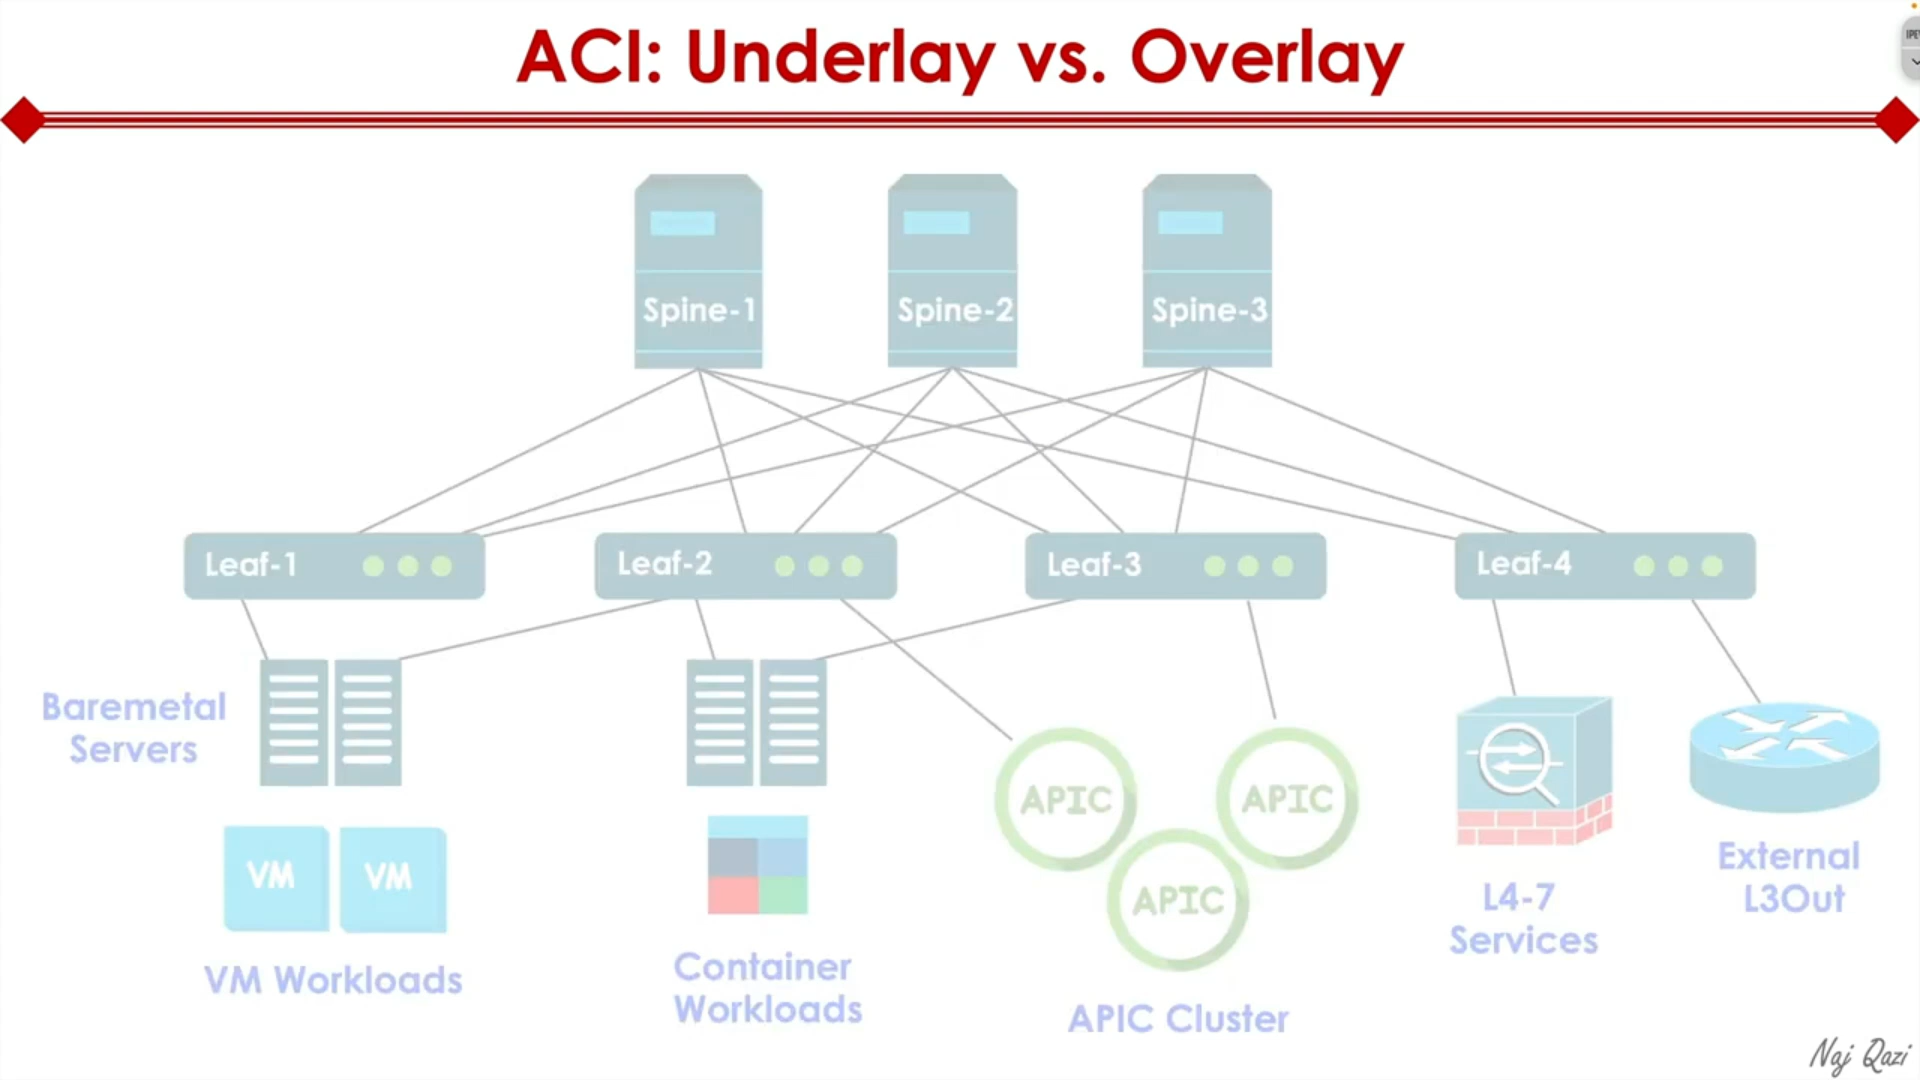 ACI: Underlay vs. Overlay
IPE
Spine-1
Spine-2
Spine-3
Leaf-1
Leaf-2
Leaf-3
Leaf-4
Baremetal
Servers
VM
VM
VM Workloads
Container
Workloads
APIC
APIC
APIC
APIC Cluster
L4-7
Services
External
L3Out
Naj Qazi